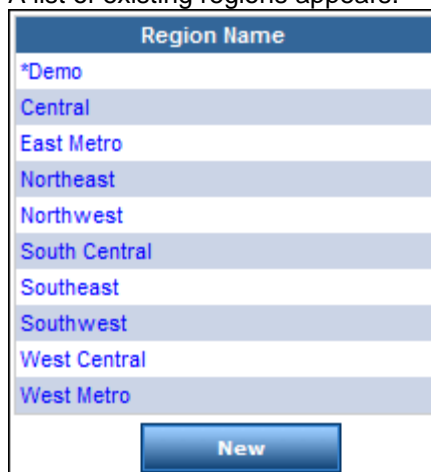 A list of existing regions appears.
Region Name
*Demo
Central
East Metro
Northeast
Northwest
South Central
Southeast
Southwest
West Central
West Metro
New